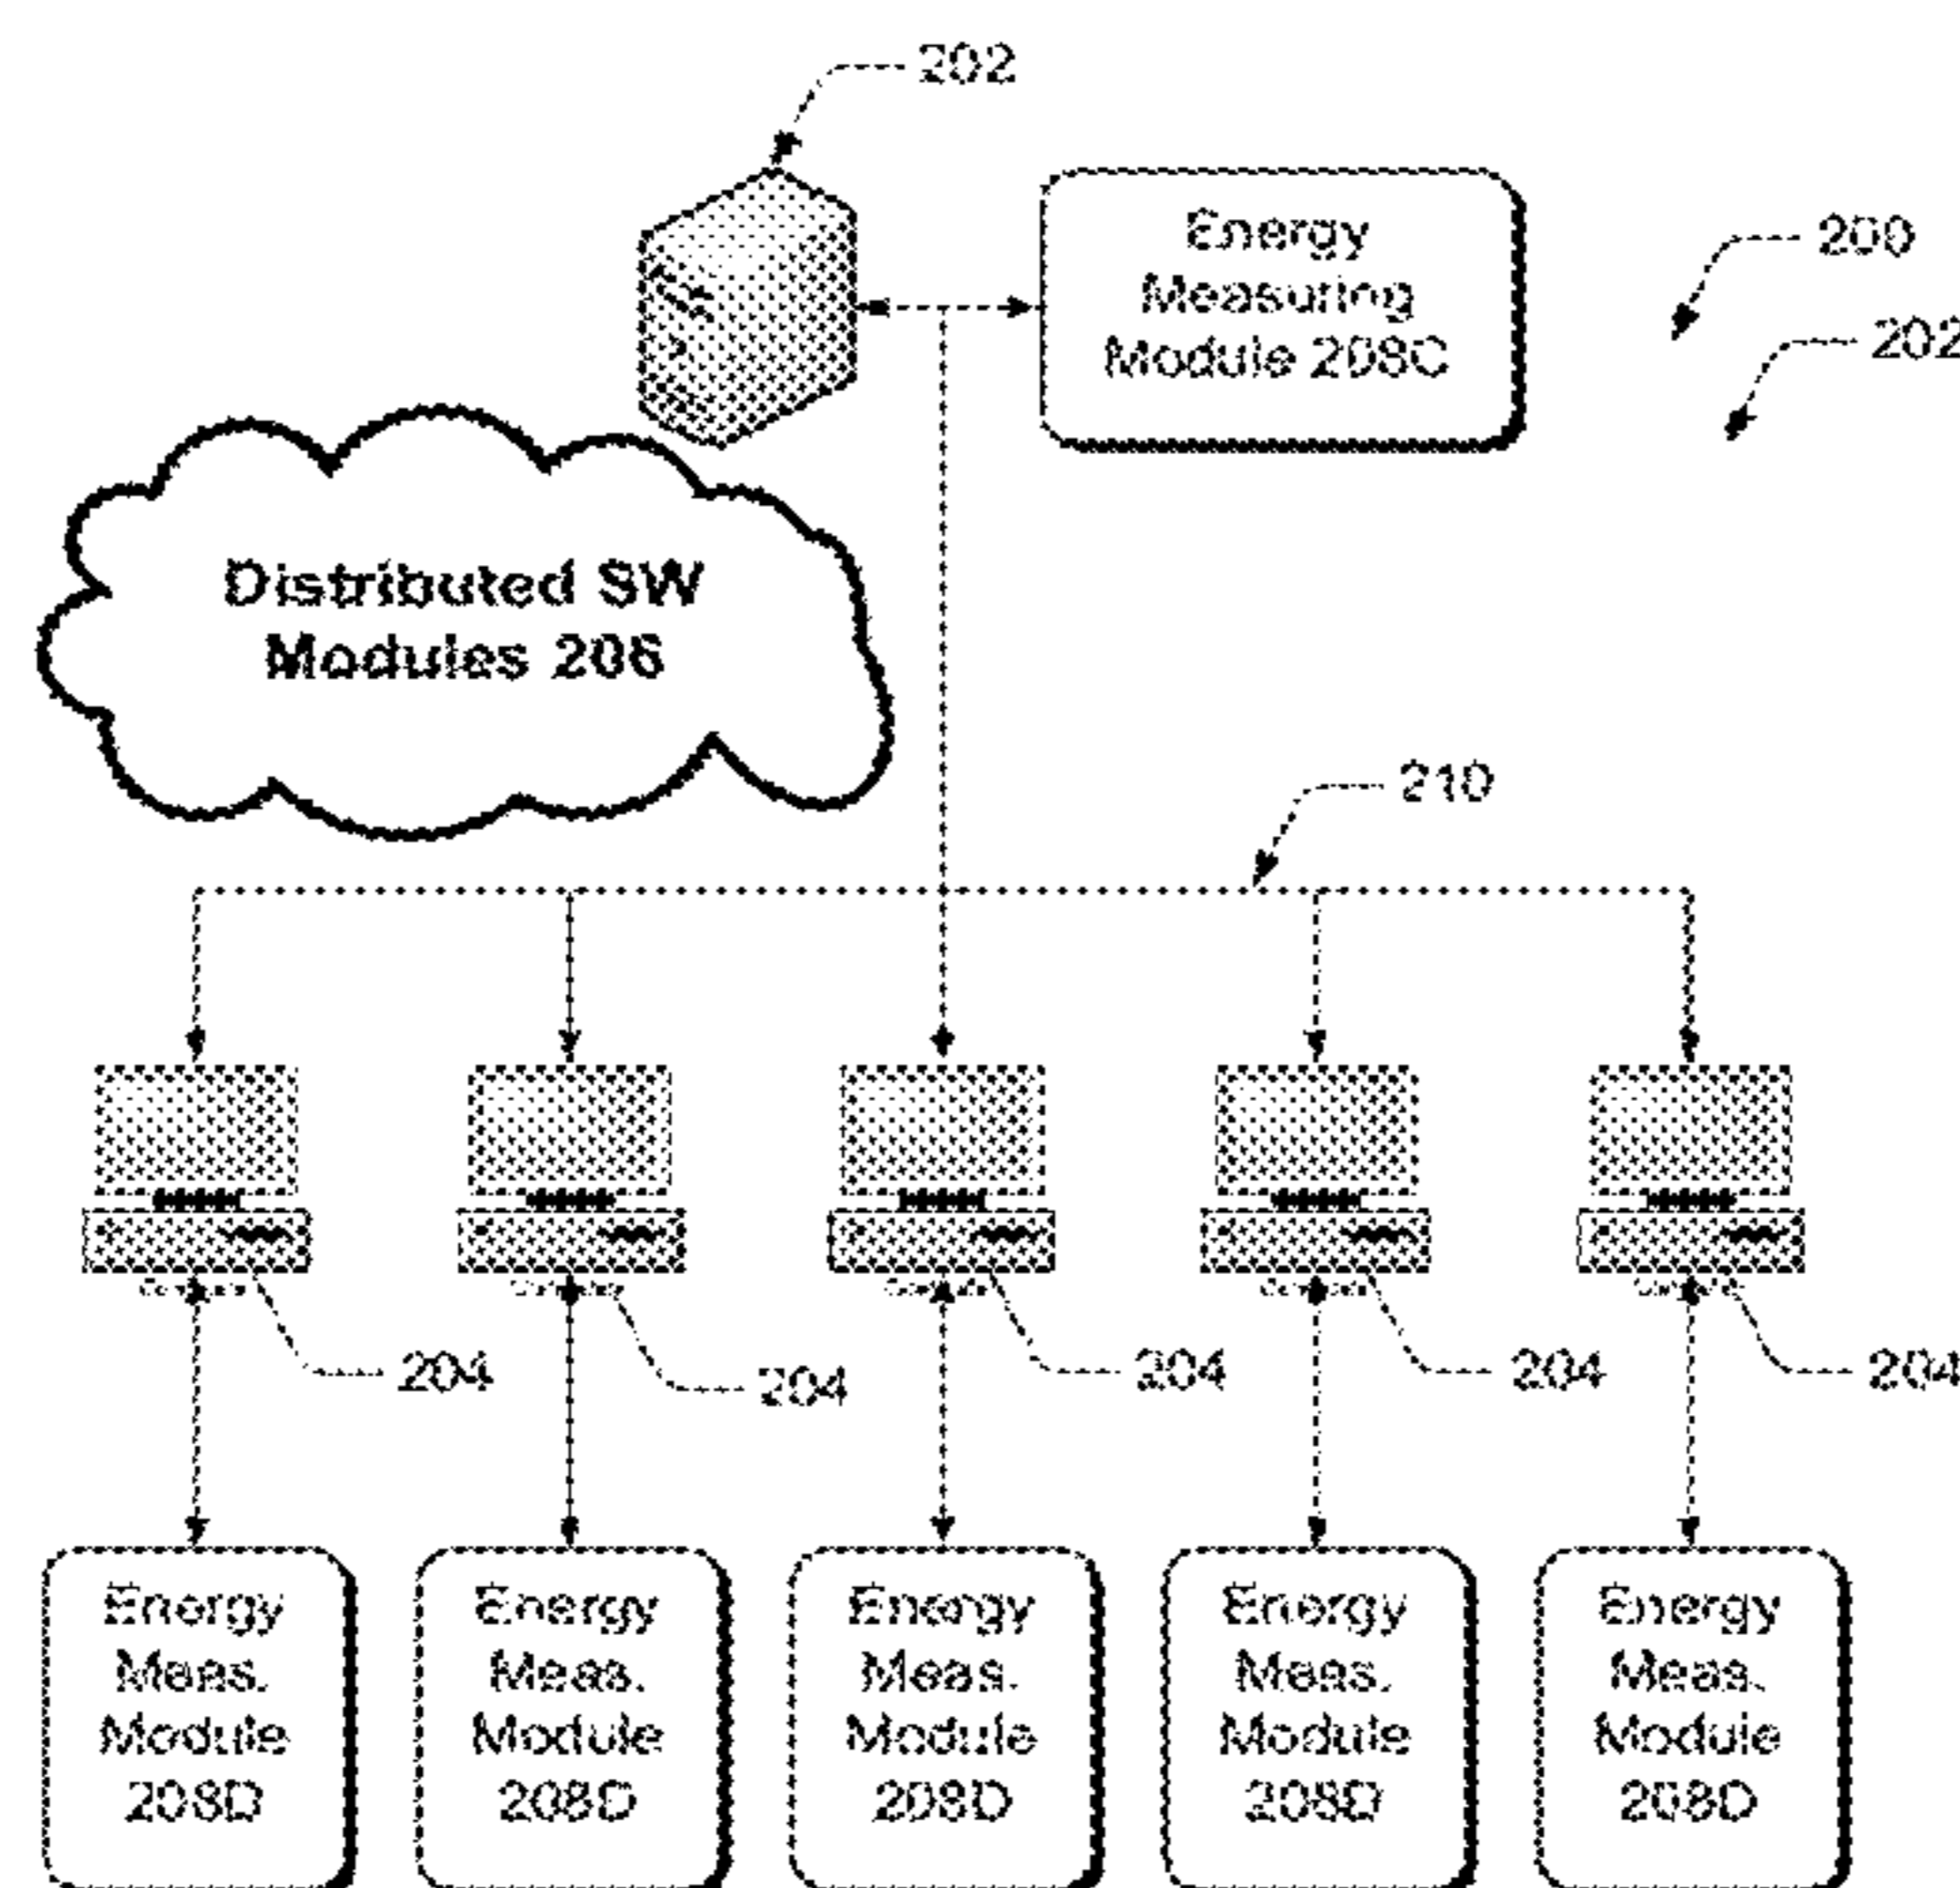 202
Energy
Measuring
Module 208C
200
202
Distributed SW
Modules 206
210
204
204
204
204
204
Energy
Meas.
Module
208D
Energy
Meas.
Module
208D
Energy
Meas.
Module
208D
Energy
Meas.
Module
208D
Energy
Meas.
Module
208D